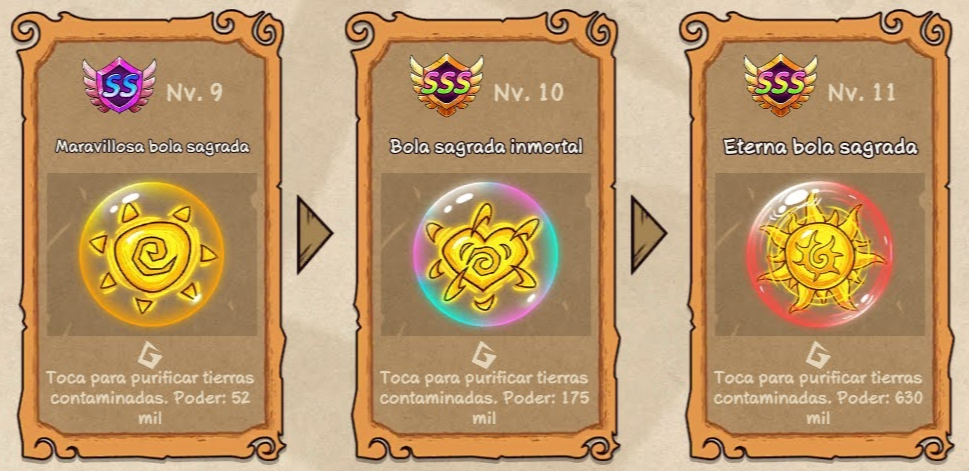 SS
Nv. 9
Maravillosa bola sagrada
Toca para purificar tierras
contaminadas. Poder: 52
mil
SSS
Nv. 10
Bola sagrada inmortal
Toca para purificar tierras
contaminadas. Poder: 175
mil
SSS
Nv. 11
Eterna bola sagrada
Toca para purificar tierras
contaminadas. Poder: 630
mil